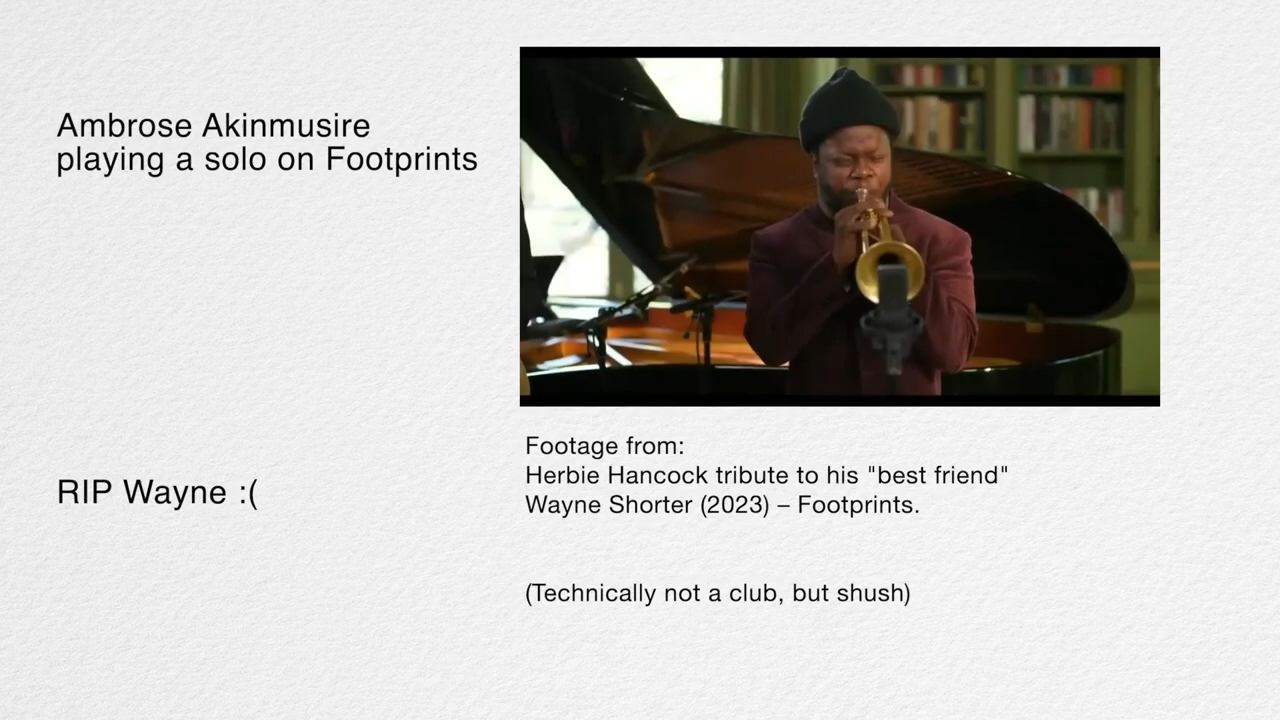 Ambrose Akinmusire
playing a solo on Footprints
RIP Wayne :(
Footage from:
Herbie Hancock tribute to his "best friend"
Wayne Shorter (2023) – Footprints.
(Technically not a club, but shush)